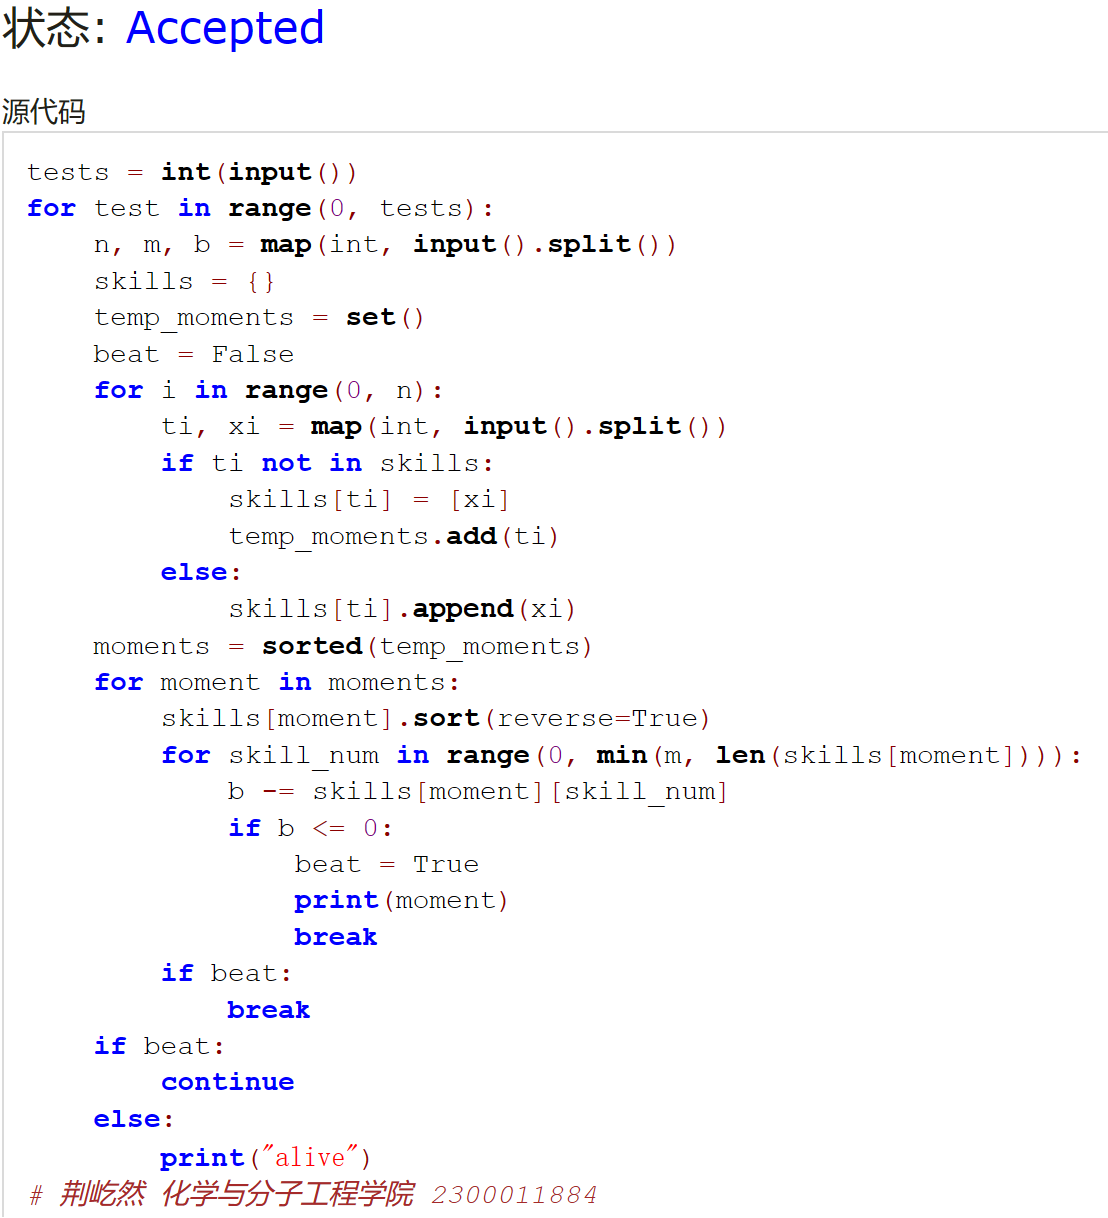 状态: Accepted
源代码
tests = int(input())
for test in range(0, tests):
    n, m, b = map(int, input().split())
    skills = {}
    temp_moments = set()
    beat = False
    for i in range(0, n):
        ti, xi = map(int, input().split())
        if ti not in skills:
            skills[ti] = [xi]
            temp_moments.add(ti)
        else:
            skills[ti].append(xi)
    moments = sorted(temp_moments)
    for moment in moments:
        skills[moment].sort(reverse=True)
        for skill_num in range(0, min(m, len(skills[moment]))):
            b -= skills[moment][skill_num]
            if b <= 0:
                beat = True
                print(moment)
                break
        if beat:
            break
    if beat:
        continue
    else:
        print("alive")
# 荆屹然 化学与分子工程学院 2300011884